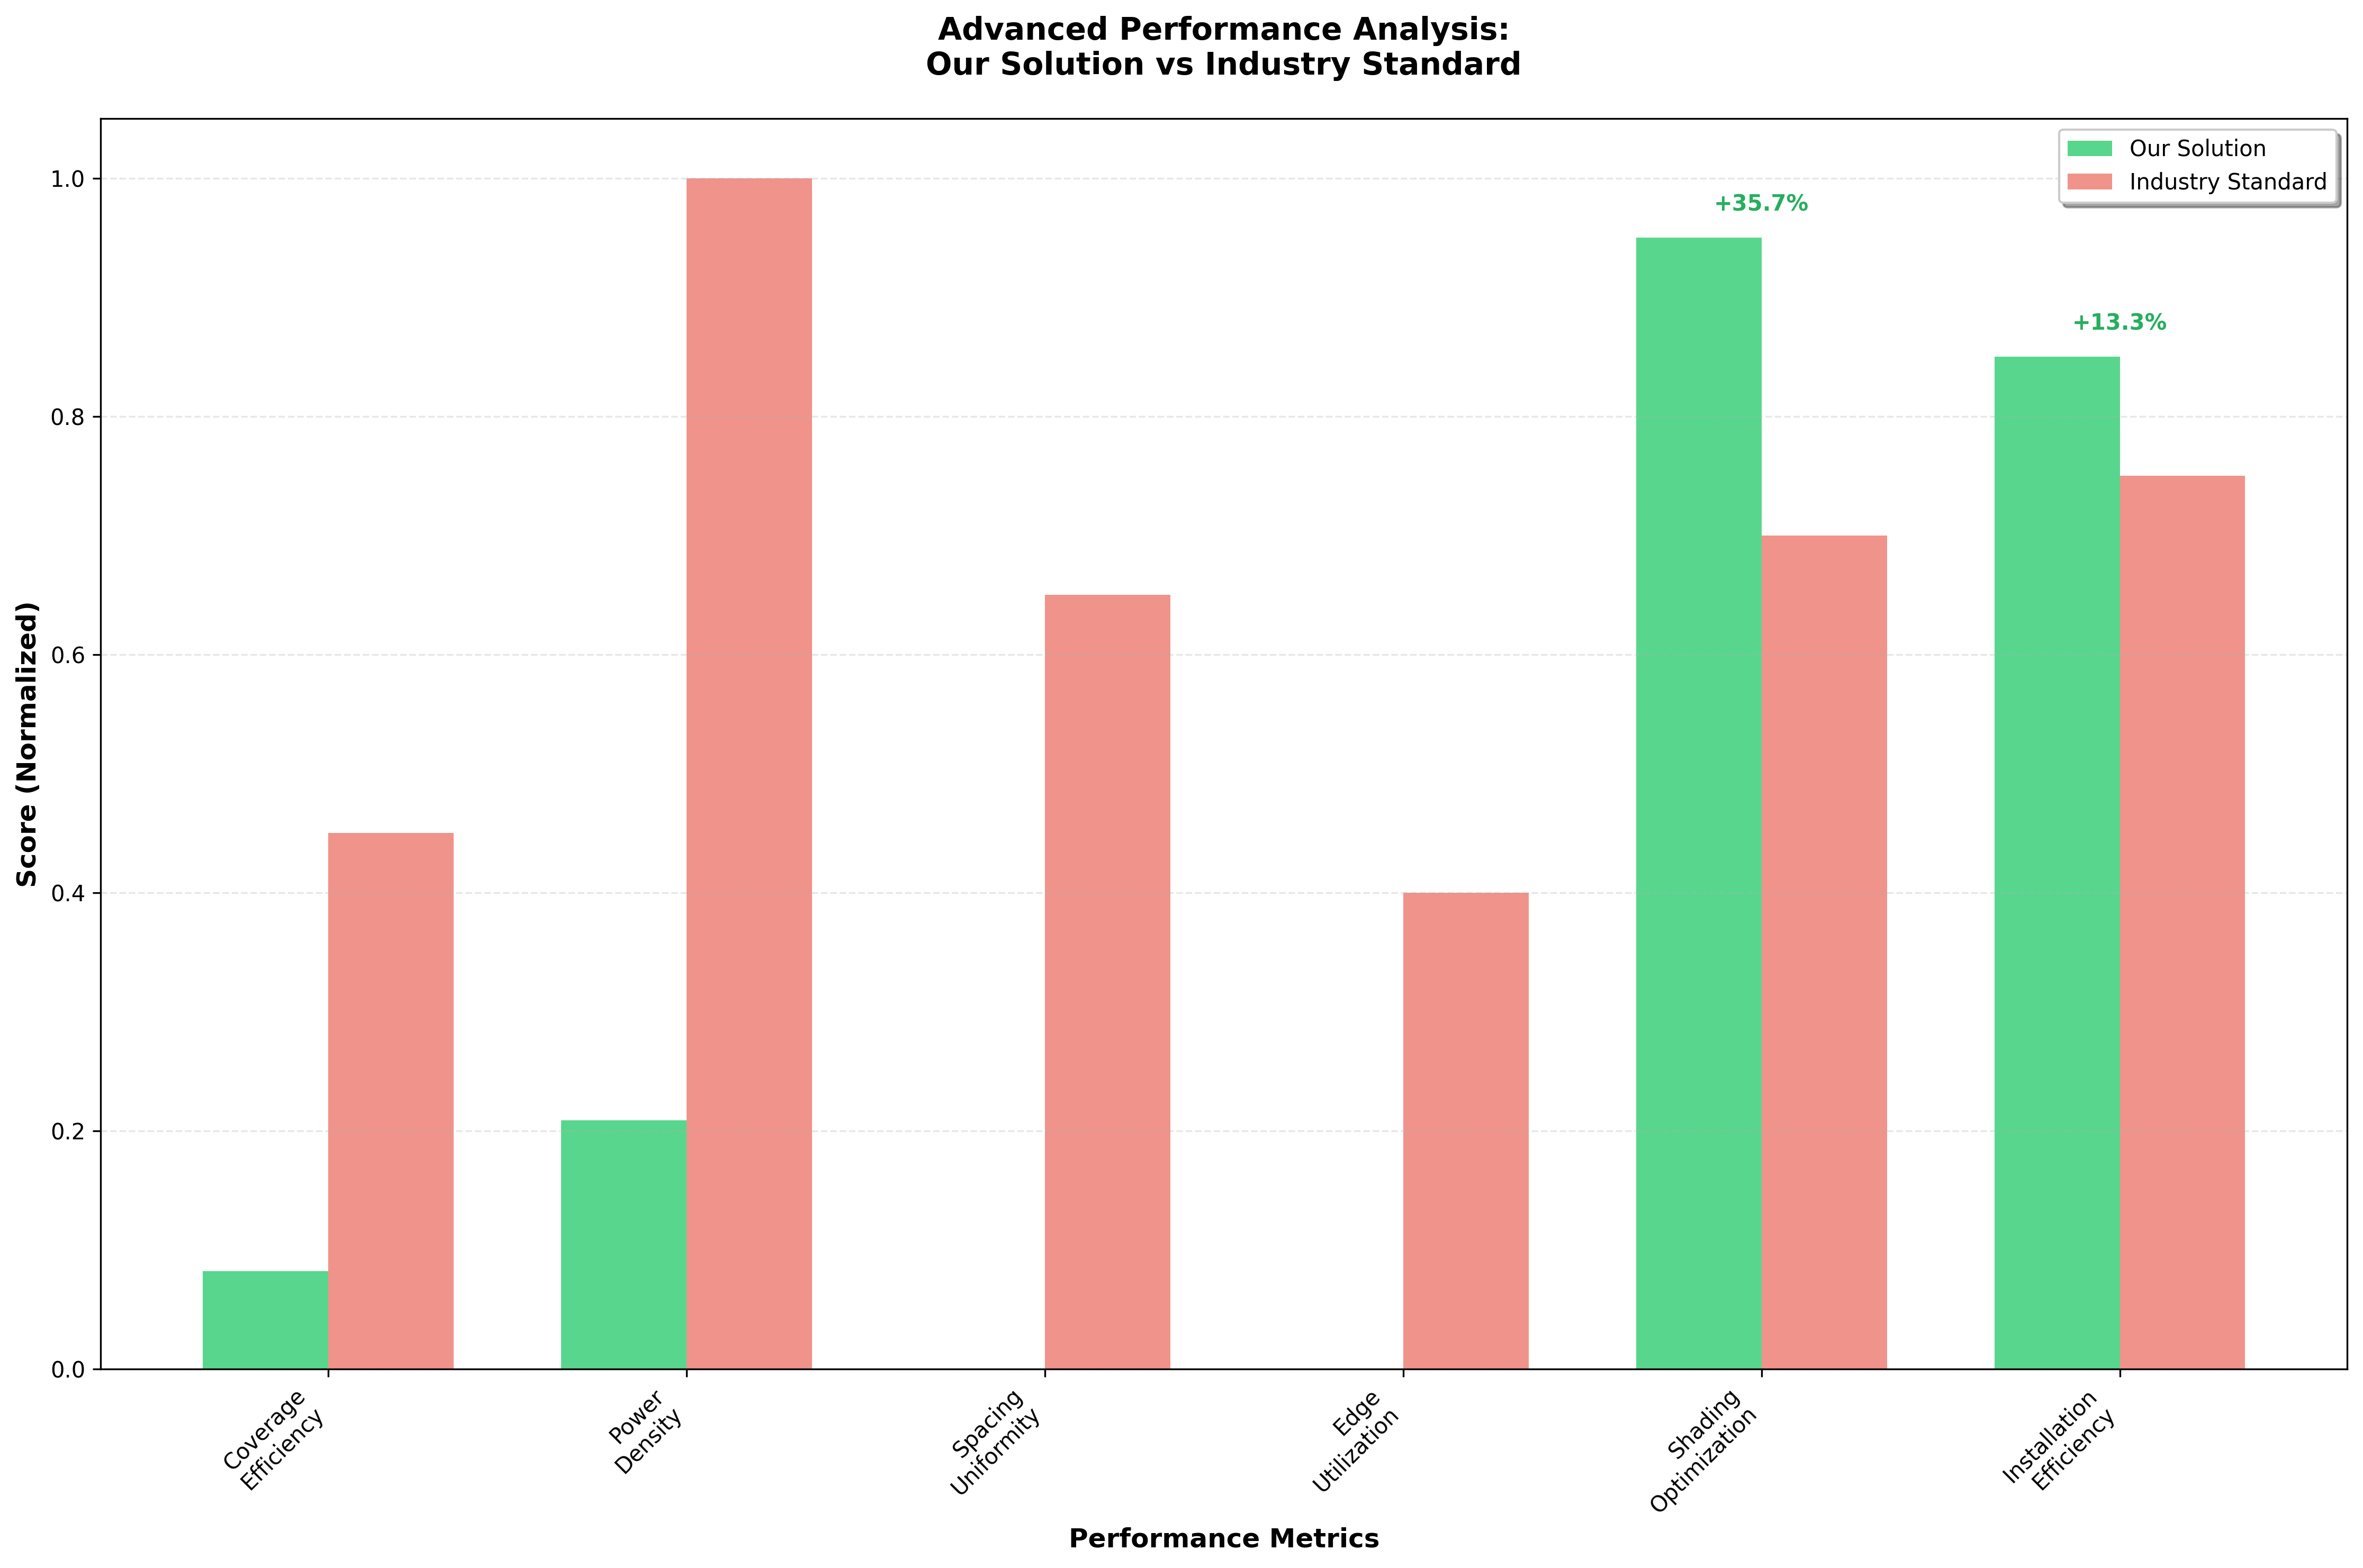 Advanced Performance Analysis:
Our Solution vs Industry Standard
Our Solution
Industry Standard
+35.7%
+13.3%
Score (Normalized)
1.0
0.8
0.6
0.4
0.2
0.0
Coverage
Efficiency
Power
Density
Spacing
Uniformity
Edge
Utilization
Shading
Optimization
Installation
Efficiency
Performance Metrics